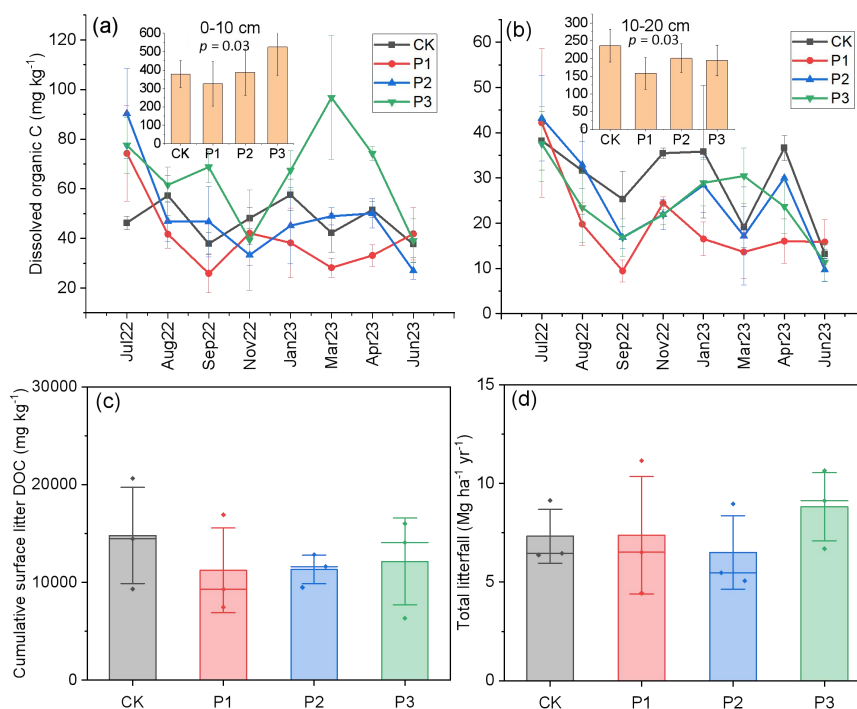 (a)
0-10 cm
p = 0.03
600
500
400
300
200
100
0
CK P1 P2 P3
CK
P1
P2
P3
120
100
80
60
40
20
Dissolved organic C (mg kg⁻¹)
Jul22 Aug22 Sep22 Nov22 Jan23 Mar23 Apr23 Jun23
(b)
10-20 cm
p = 0.03
300
250
200
150
100
50
0
CK P1 P2 P3
CK
P1
P2
P3
60
50
40
30
20
10
0
Jul22 Aug22 Sep22 Nov22 Jan23 Mar23 Apr23 Jun23
(c)
30000
20000
10000
0
Cumulative surface litter DOC (mg kg⁻¹)
CK P1 P2 P3
(d)
15
10
5
0
Total litterfall (Mg ha⁻¹ yr⁻¹)
CK P1 P2 P3